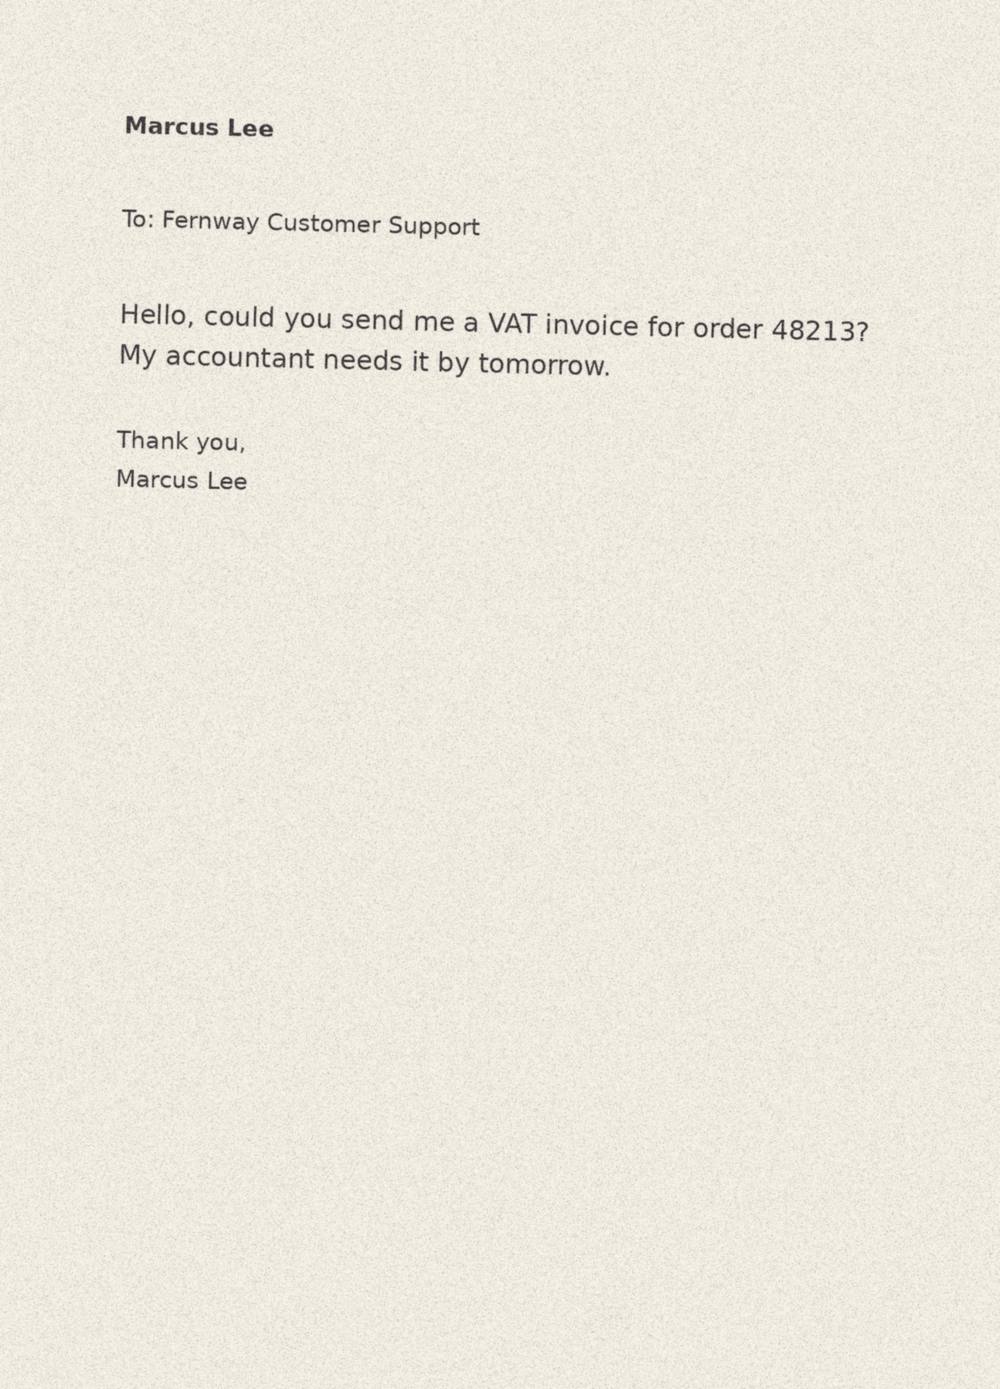 Marcus Lee
To: Fernway Customer Support
Hello, could you send me a VAT invoice for order 48213?
My accountant needs it by tomorrow.
Thank you,
Marcus Lee